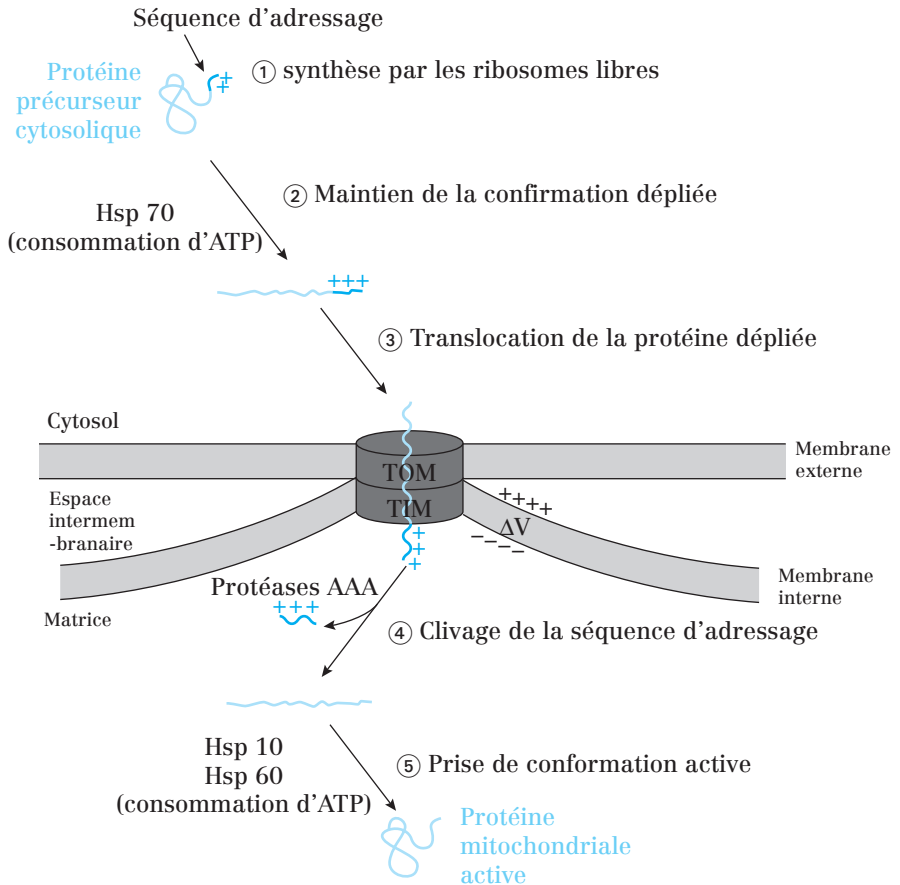 Séquence d'adressage
Protéine
précurseur
cytosolique
+++
① synthèse par les ribosomes libres
② Maintien de la confirmation dépliée
Hsp 70
(consommation d'ATP)
+++
③ Translocation de la protéine dépliée
Cytosol
TOM
TIM
Membrane
externe
Espace
intermem
-branaire
++++
ΔV
----
+++
Membrane
interne
Matrice
Protéases AAA
+++
④ Clivage de la séquence d'adressage
Hsp 10
Hsp 60
(consommation d'ATP)
⑤ Prise de conformation active
Protéine
mitochondriale
active